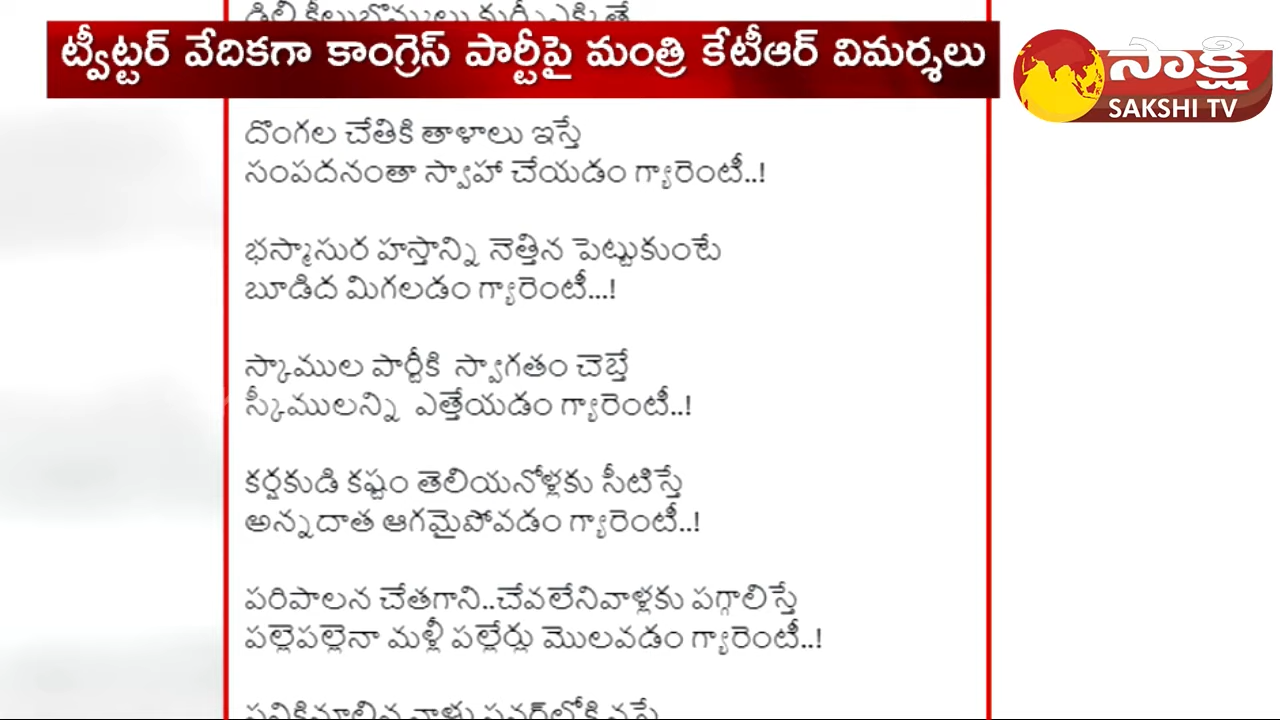 ట్విట్టర్ వేదికగా కాంగ్రెస్ పార్టీపై మంత్రి కేటీఆర్ విమర్శలు
సాక్షి
SAKSHI TV
దొంగల చేతికి తాళాలు ఇస్తే
సంపదనంతా స్వాహా చేయడం గ్యారెంటీ..!
భస్మాసుర హస్తాన్ని నెత్తిన పెట్టుకుంటే
బూడిద మిగలడం గ్యారెంటీ...!
స్కాముల పార్టీకి స్వాగతం చెబ్తే
స్కీములన్ని ఎత్తేయడం గ్యారెంటీ..!
కర్షకుడి కష్టం తెలియనోళ్లకు సీటిస్తే
అన్నదాత ఆగమైపోవడం గ్యారెంటీ..!
పరిపాలన చేతగాని..చేవలేనివాళ్లకు పగ్గాలిస్తే
పల్లెపల్లెనా మళ్లీ పల్లేర్లు మొలవడం గ్యారెంటీ..!